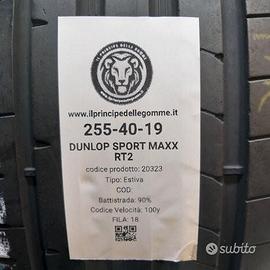 IL PRINCIPE DELLE GOMME
www.ilprincipedellegomme.it
255-40-19
DUNLOP SPORT MAXX
RT2
codice prodotto: 20323
Tipo: Estiva
COD:
Battistrada: 90%
Codice Velocità: 100y
FILA: 18
subito